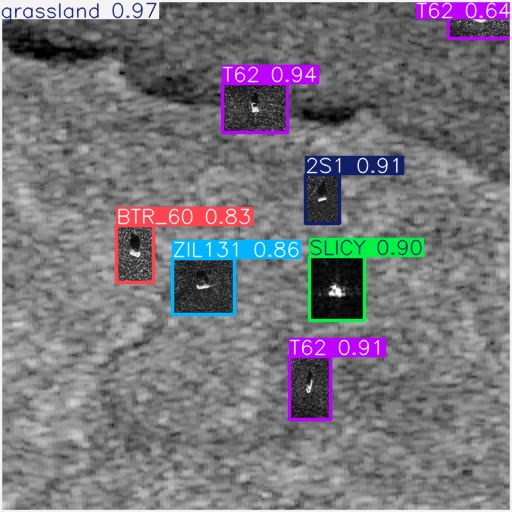 grassland 0.97
T62 0.64
T62 0.94
2S1 0.91
BTR_60 0.83
ZIL131 0.86
SLICY 0.90
T62 0.91